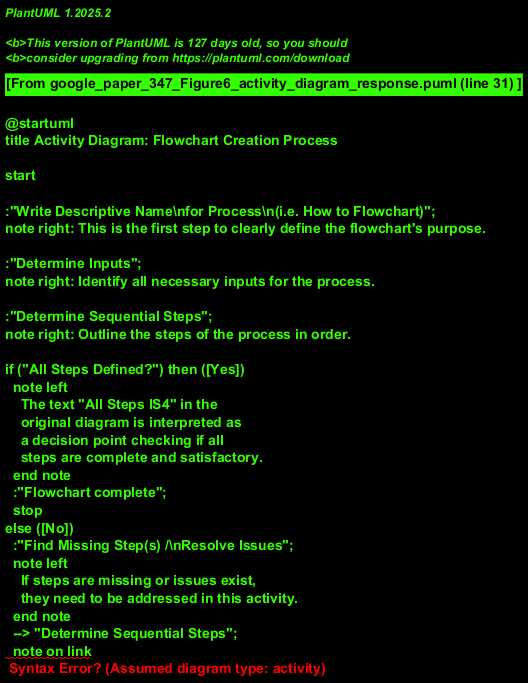 PlantUML 1.2025.2
<b>This version of PlantUML is 127 days old, so you should
<b>consider upgrading from https://plantuml.com/download
[From google_paper_347_Figure6_activity_diagram_response.puml (line 31) ]
@startuml
title Activity Diagram: Flowchart Creation Process
start
:"Write Descriptive Name\nfor Process\n(i.e. How to Flowchart)";
note right: This is the first step to clearly define the flowchart's purpose.
:"Determine Inputs";
note right: Identify all necessary inputs for the process.
:"Determine Sequential Steps";
note right: Outline the steps of the process in order.
if ("All Steps Defined?") then ([Yes])
note left
The text "All Steps IS4" in the
original diagram is interpreted as
a decision point checking if all
steps are complete and satisfactory.
end note
:"Flowchart complete";
stop
else ([No])
:"Find Missing Step(s) /\nResolve Issues";
note left
If steps are missing or issues exist,
they need to be addressed in this activity.
end note
--> "Determine Sequential Steps";
note on link
Syntax Error? (Assumed diagram type: activity)